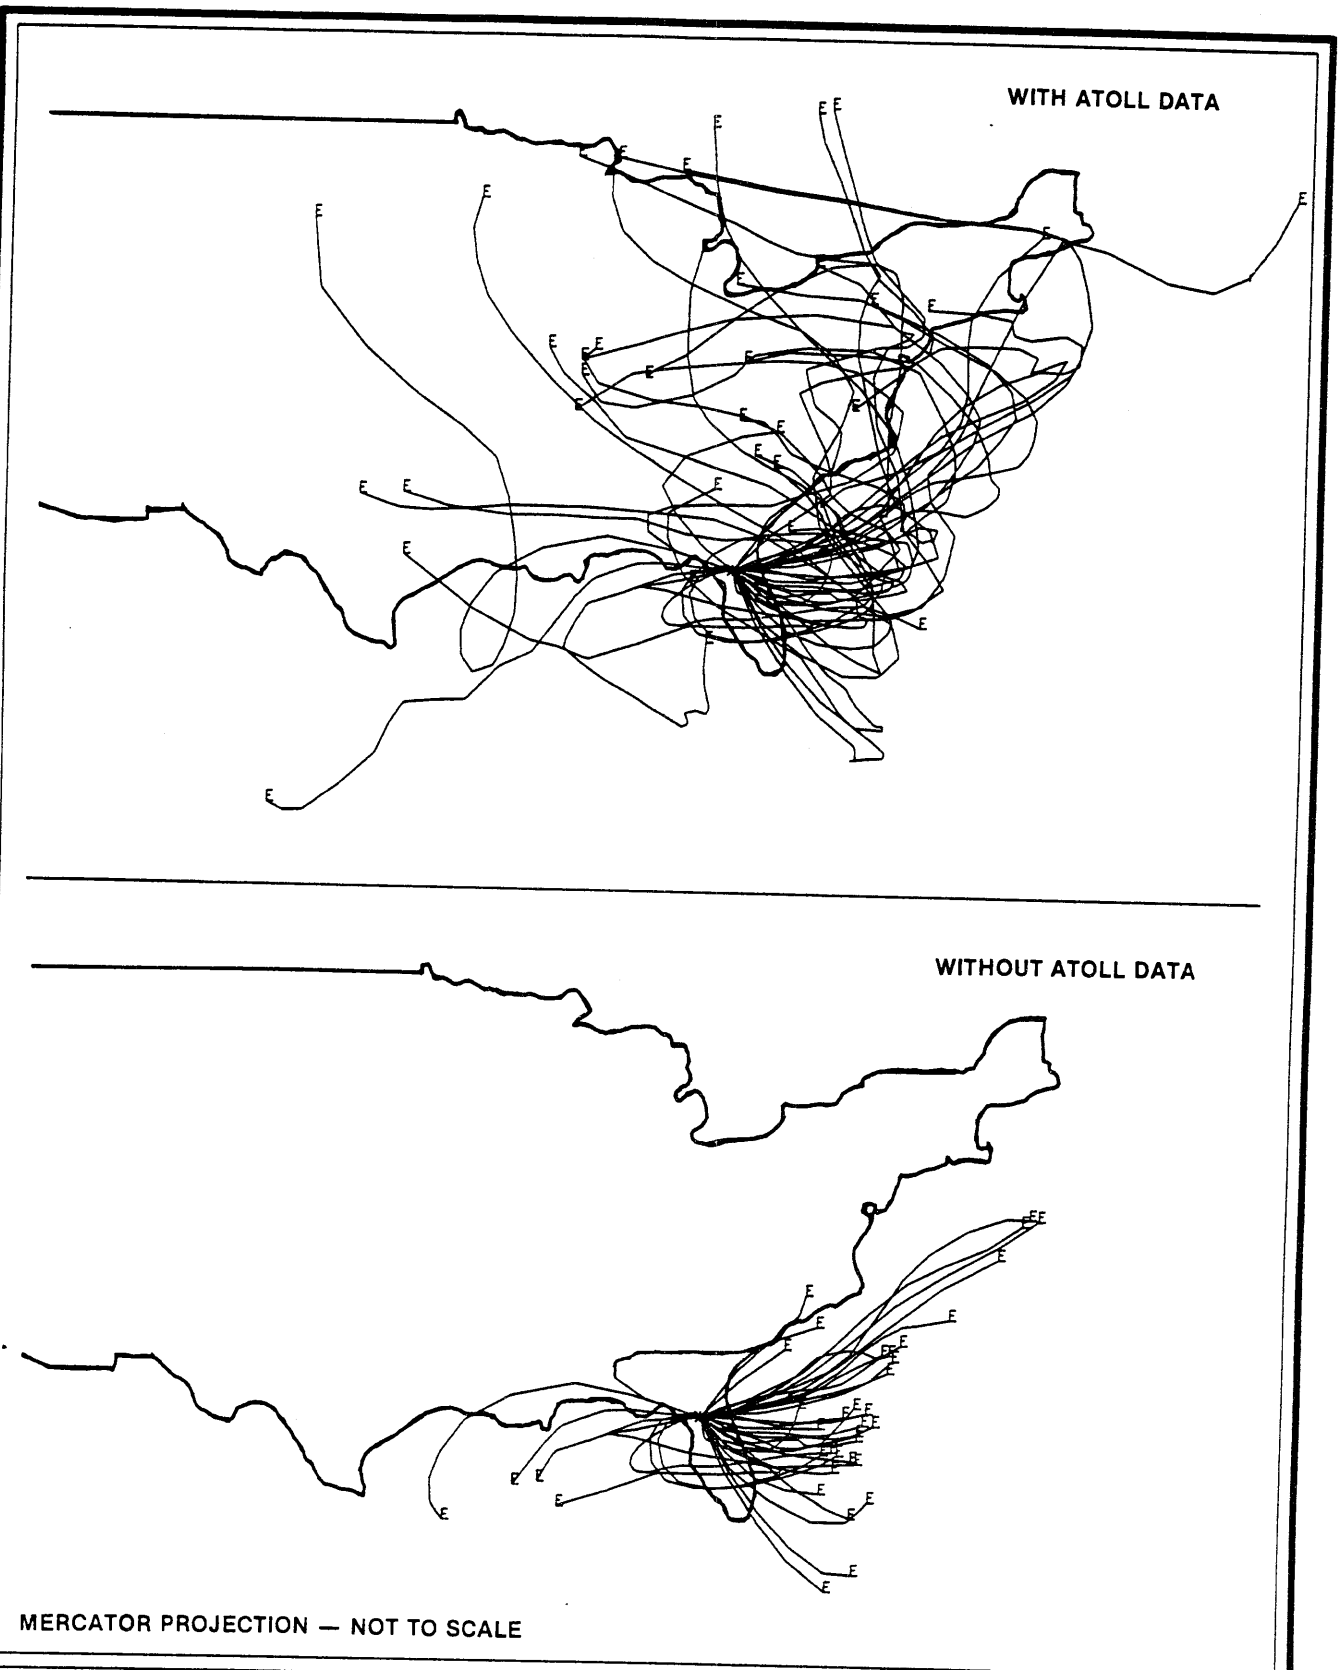 WITH ATOLL DATA
WITHOUT ATOLL DATA
MERCATOR PROJECTION — NOT TO SCALE